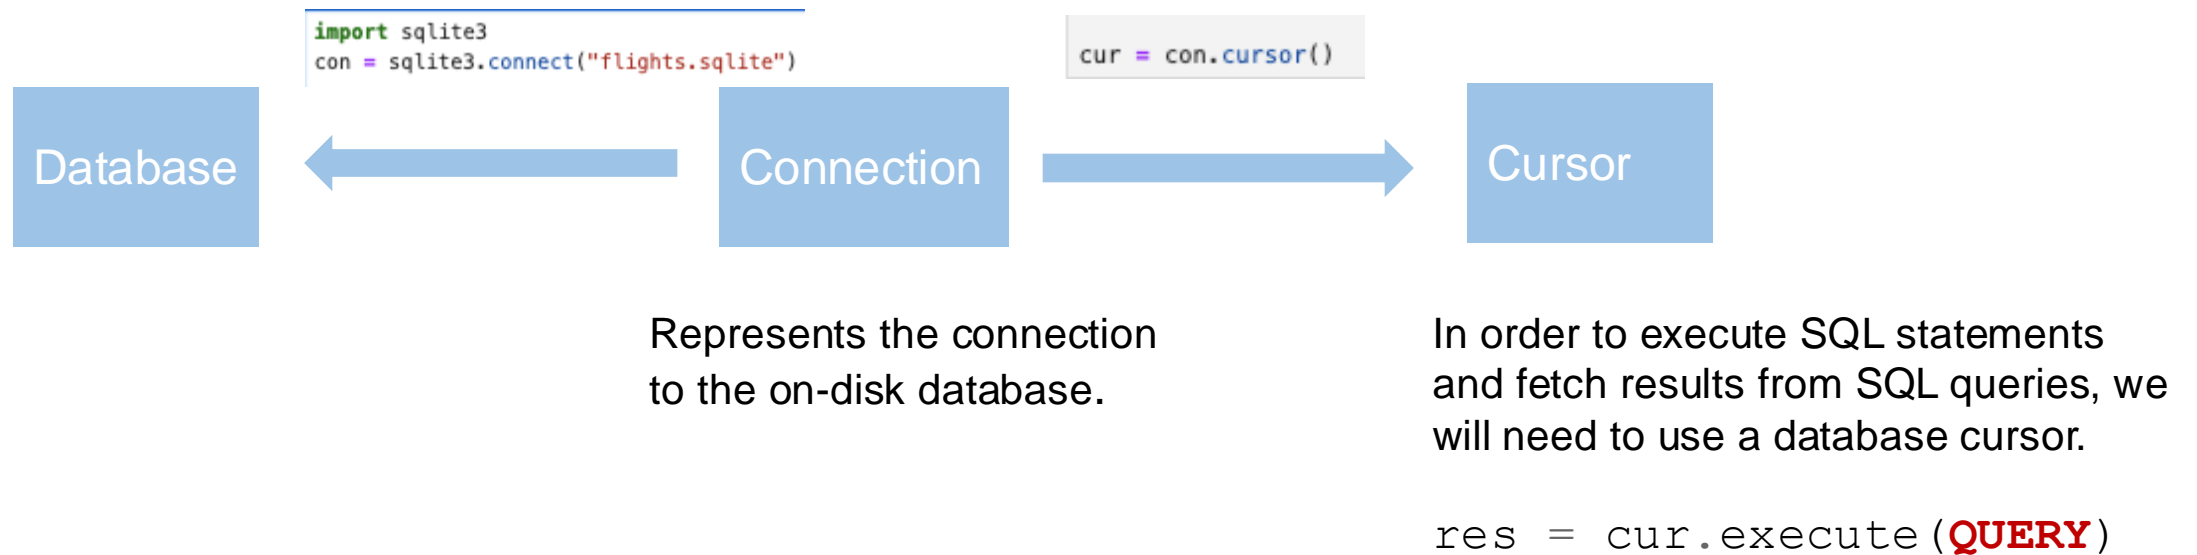 import sqlite3
con = sqlite3.connect("flights.sqlite")
cur = con.cursor()
Database
Connection
Cursor
Represents the connection
to the on-disk database.
In order to execute SQL statements
and fetch results from SQL queries, we
will need to use a database cursor.
res = cur.execute(QUERY)